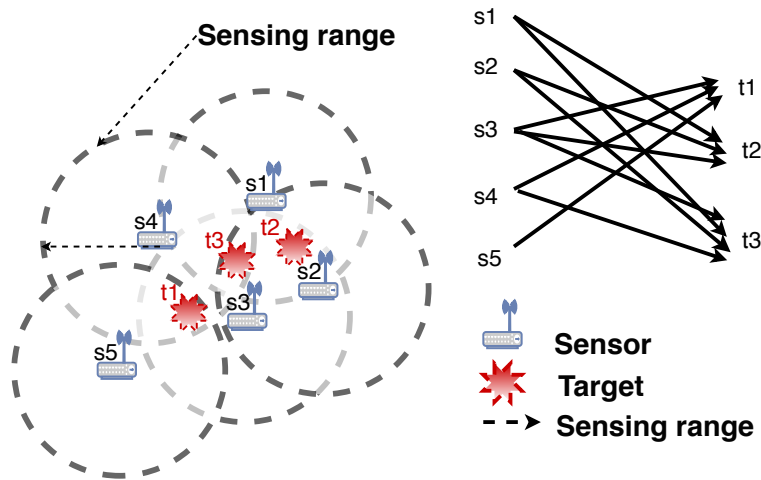 Sensing range
s1
s4
t2
t3
s2
t1
s3
s5
s1
s2
s3
s4
s5
t1
t2
t3
Sensor
Target
Sensing range